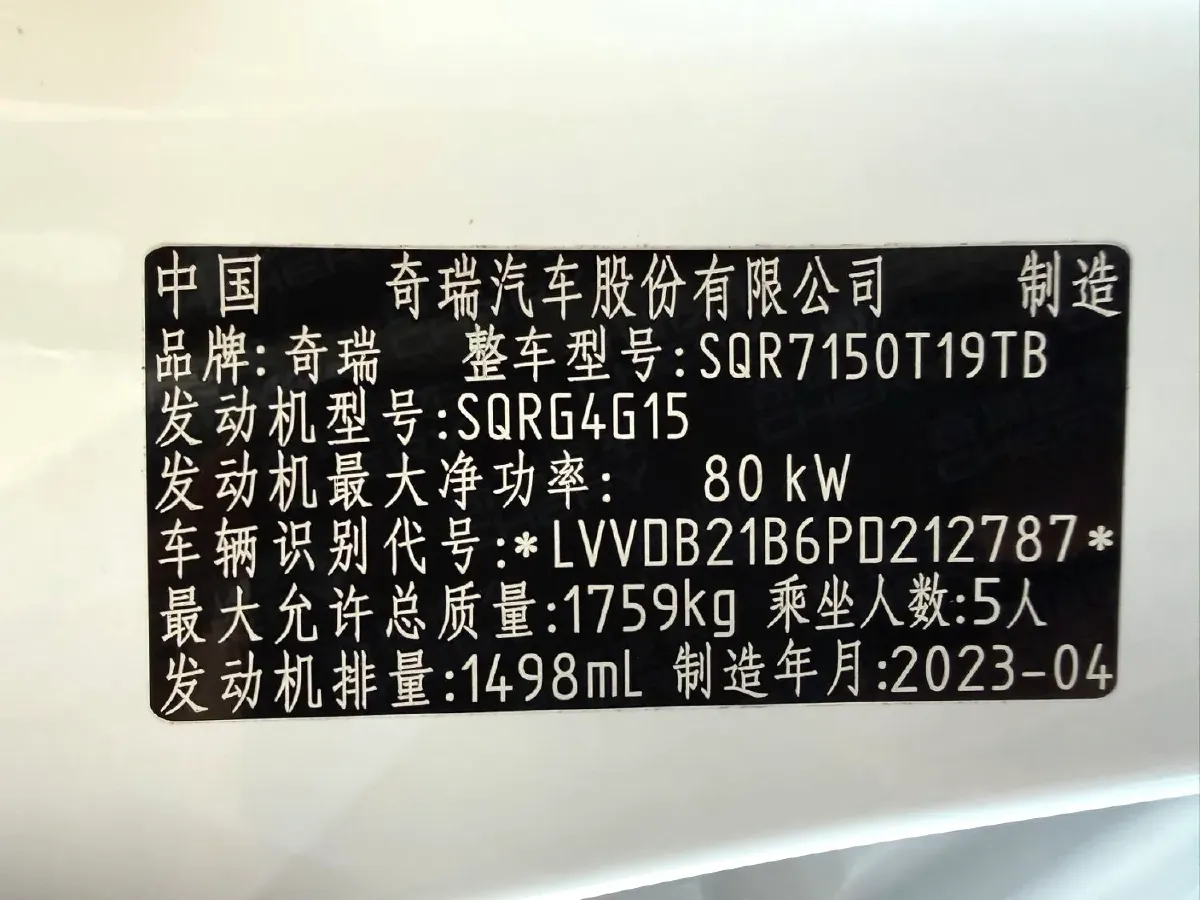 中国 奇瑞汽车股份有限公司 制造
品牌:奇瑞 整车型号:SQR7150T19TB
发动机型号:SQRG4G15
发动机最大净功率: 80 kW
车辆识别代号:*LVVDB21B6PD212787*
最大允许总质量:1759kg 乘坐人数:5人
发动机排量:1498mL 制造年月:2023-04